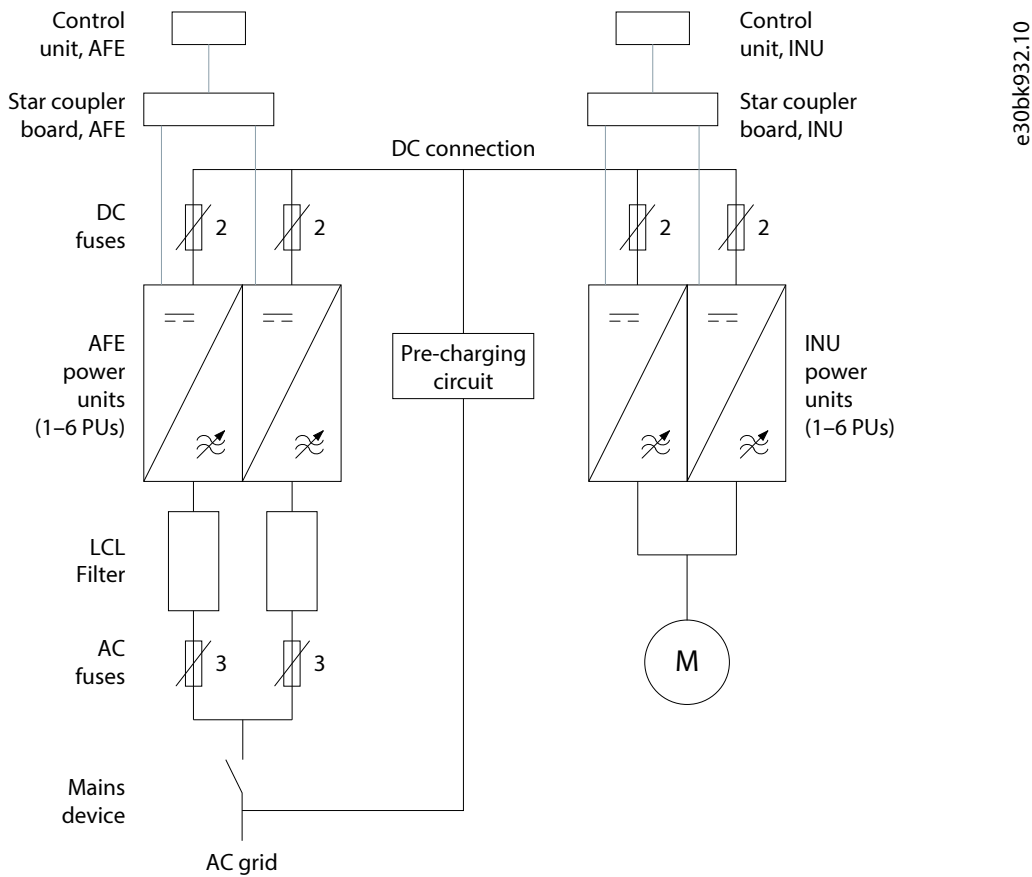 Control
unit, AFE
Control
unit, INU
e30bk932.10
Star coupler
board, AFE
Star coupler
board, INU
DC connection
DC
fuses
2
2
2
2
AFE
power
units
(1–6 PUs)
Pre-charging
circuit
INU
power
units
(1–6 PUs)
LCL
Filter
AC
fuses
3
3
M
Mains
device
AC grid